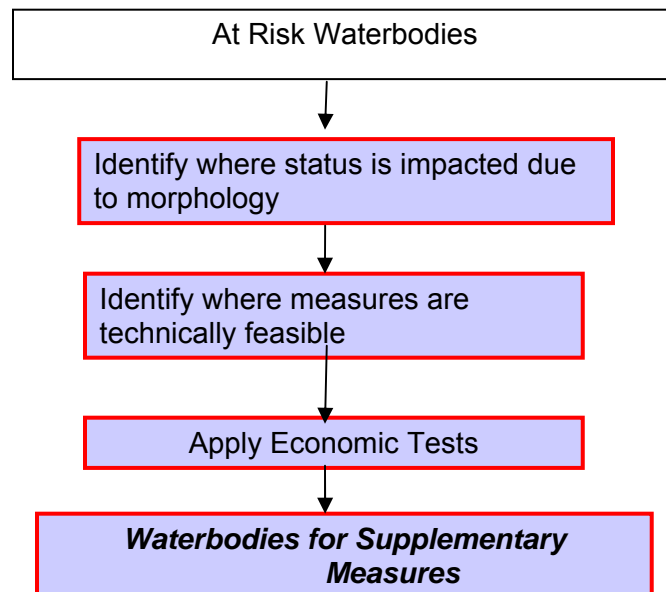 At Risk Waterbodies
Identify where status is impacted due
to morphology
Identify where measures are
technically feasible
Apply Economic Tests
Waterbodies for Supplementary
Measures